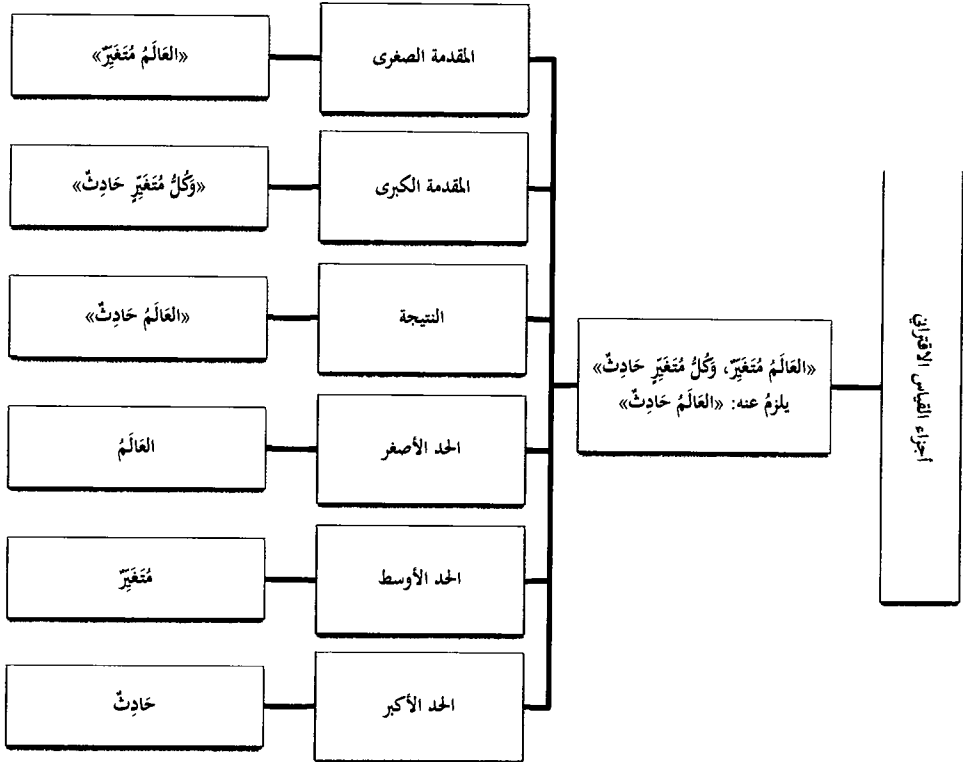 أجزاء القياس الاقتراني
«العَالَمُ مُتَغَيِّرٌ، وَكُلُّ مُتَغَيِّرٍ حَادِثٌ»
يلزمُ عنه: «العَالَمُ حَادِثٌ»
المقدمة الصغرى
«العَالَمُ مُتَغَيِّرٌ»
المقدمة الكبرى
«وَكُلُّ مُتَغَيِّرٍ حَادِثٌ»
النتيجة
«العَالَمُ حَادِثٌ»
الحد الأصغر
العَالَمُ
الحد الأوسط
مُتَغَيِّرٌ
الحد الأكبر
حَادِثٌ